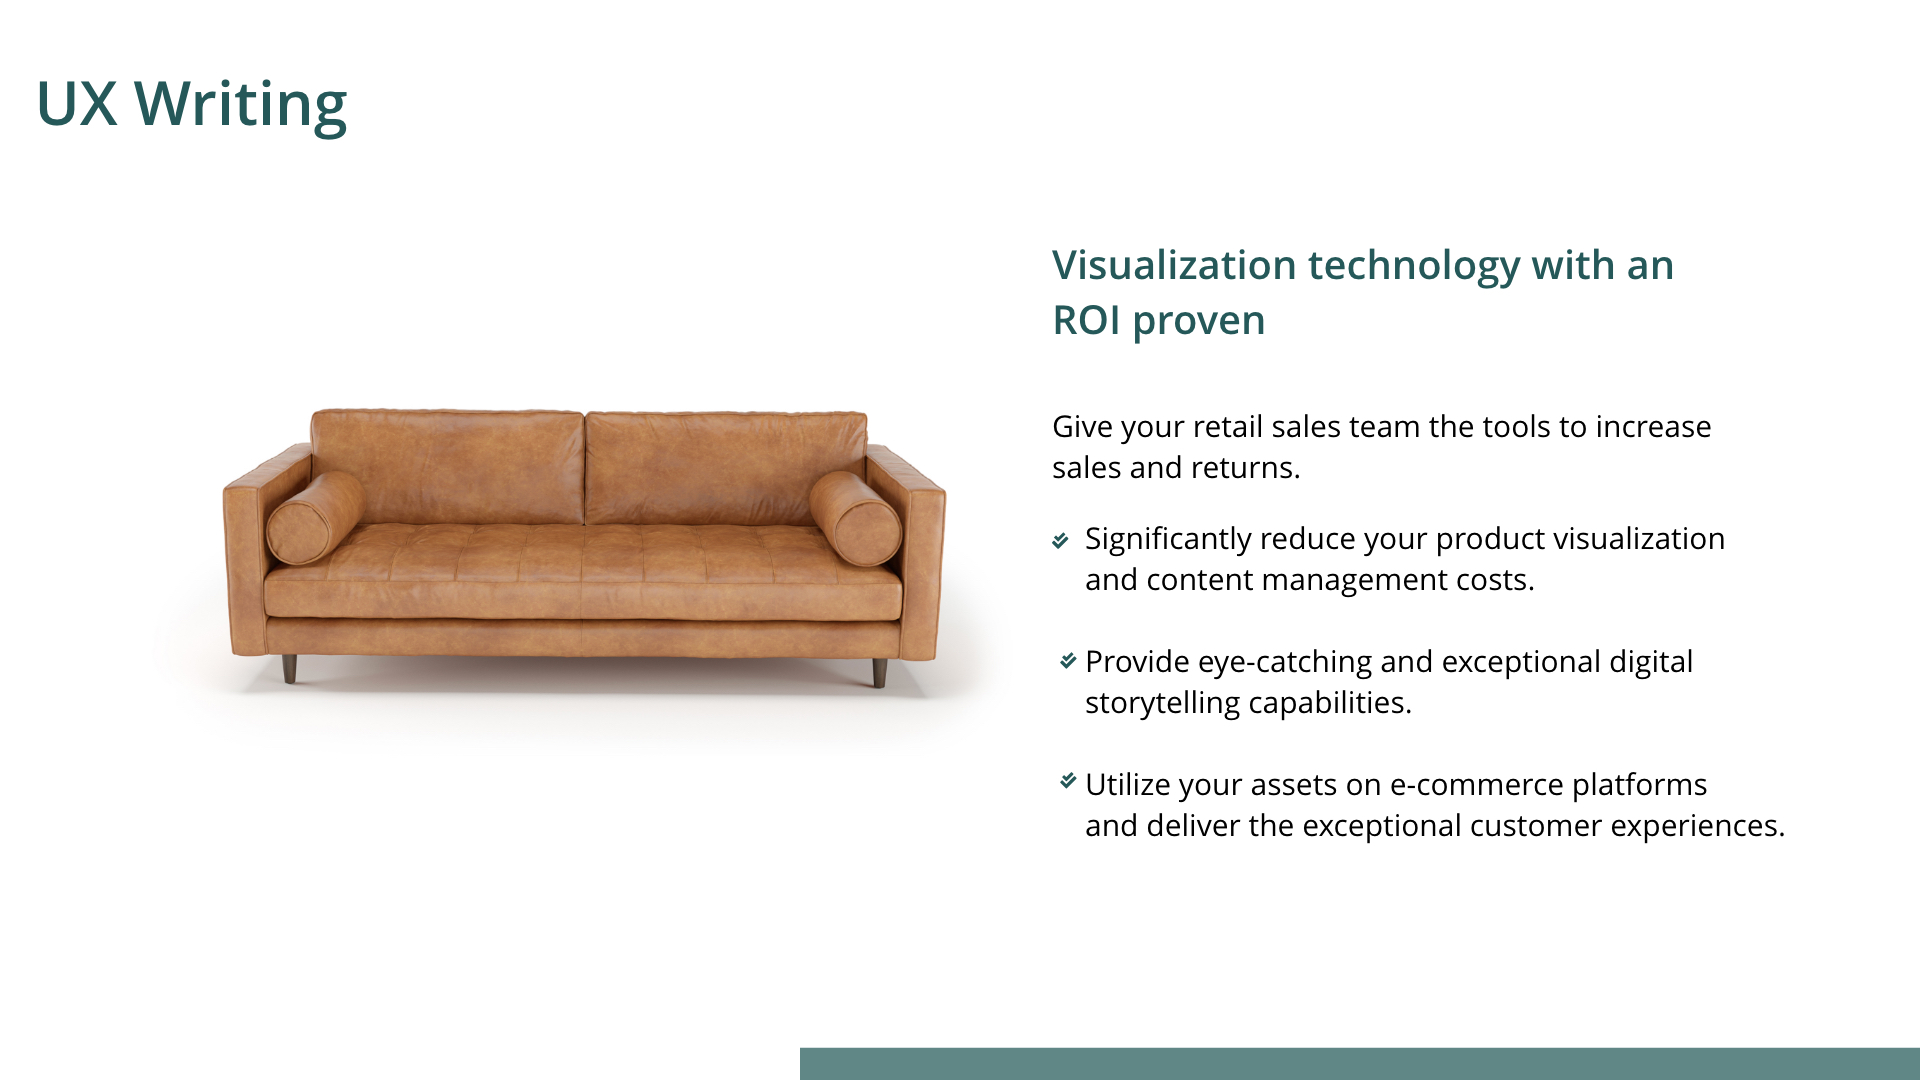 UX Writing
Visualization technology with an
ROI proven
Give your retail sales team the tools to increase
sales and returns.
Significantly reduce your product visualization
and content management costs.
Provide eye-catching and exceptional digital
storytelling capabilities.
Utilize your assets on e-commerce platforms
and deliver the exceptional customer experiences.